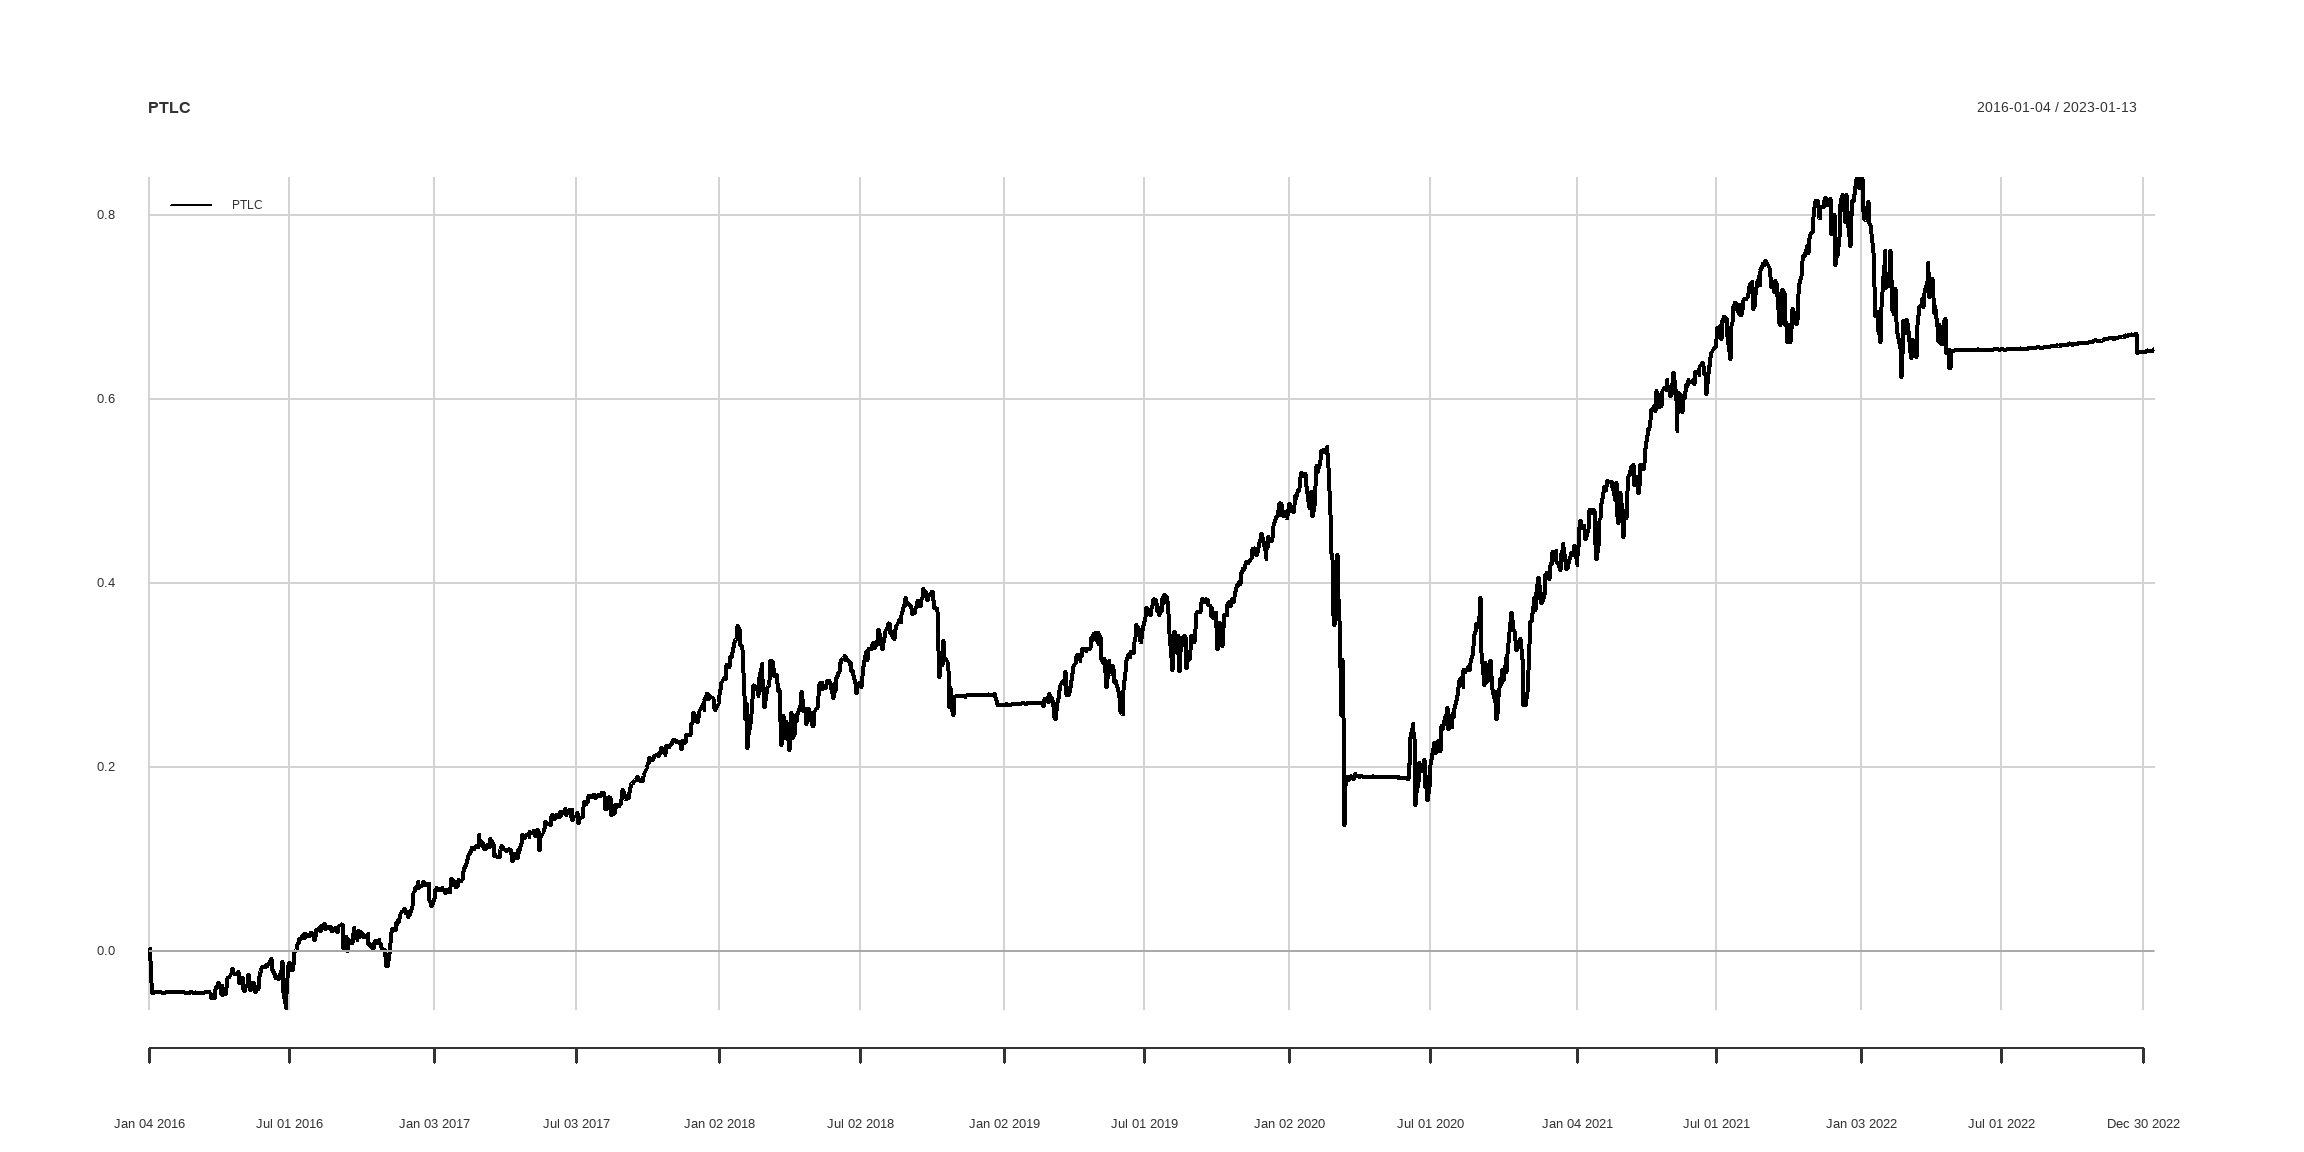 PTLC
2016-01-04 / 2023-01-13
PTLC
0.8
0.6
0.4
0.2
0.0
Jan 04 2016
Jul 01 2016
Jan 03 2017
Jul 03 2017
Jan 02 2018
Jul 02 2018
Jan 02 2019
Jul 01 2019
Jan 02 2020
Jul 01 2020
Jan 04 2021
Jul 01 2021
Jan 03 2022
Jul 01 2022
Dec 30 2022